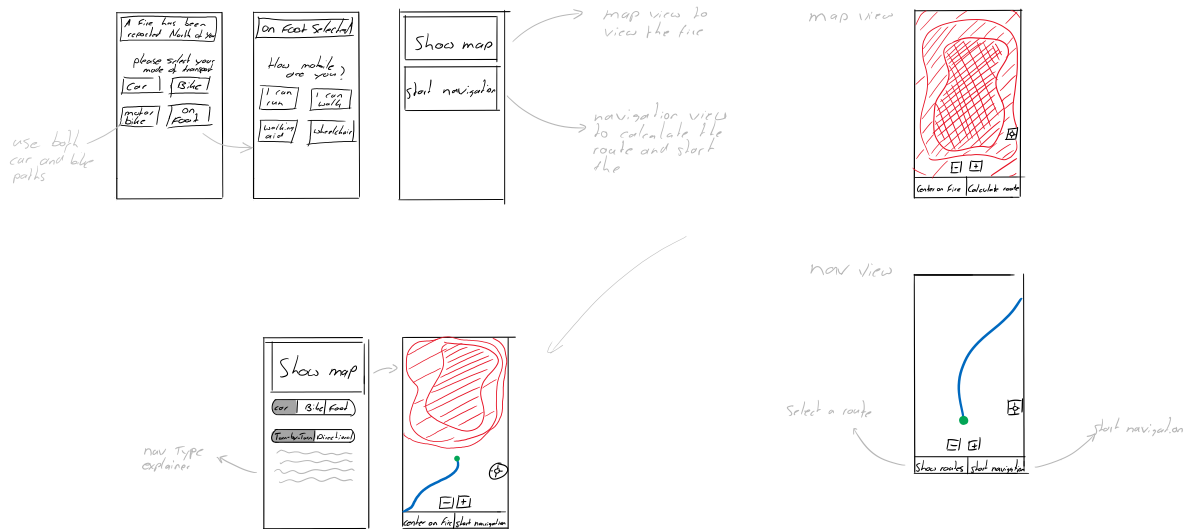 A fire has been
reported North of you
please select your
mode of transport
Car
Bike
motor
bike
on
Foot
use both
car and bike
paths
on Foot Selected
How mobile
are you?
I can
run
I can
walk
walking
aid
wheelchair
Show map
start navigation
map view to
view the fire
navigation view
to calculate the
route and start
the
map view
-
+
Center on Fire
Calculate route
nav view
Select a route
start navigation
-
+
Show routes
start navigation
Show map
car
Bike
Foot
Turn-by-Turn
Directional
nav Type
explainer
-
+
Center on Fire
start navigation